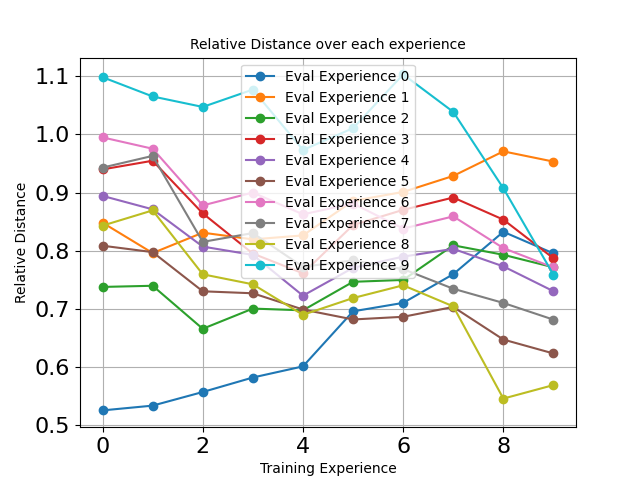 Relative Distance over each experience
Eval Experience 0
Eval Experience 1
Eval Experience 2
Eval Experience 3
Eval Experience 4
Eval Experience 5
Eval Experience 6
Eval Experience 7
Eval Experience 8
Eval Experience 9
Relative Distance
1.1
1.0
0.9
0.8
0.7
0.6
0.5
0 2 4 6 8
Training Experience